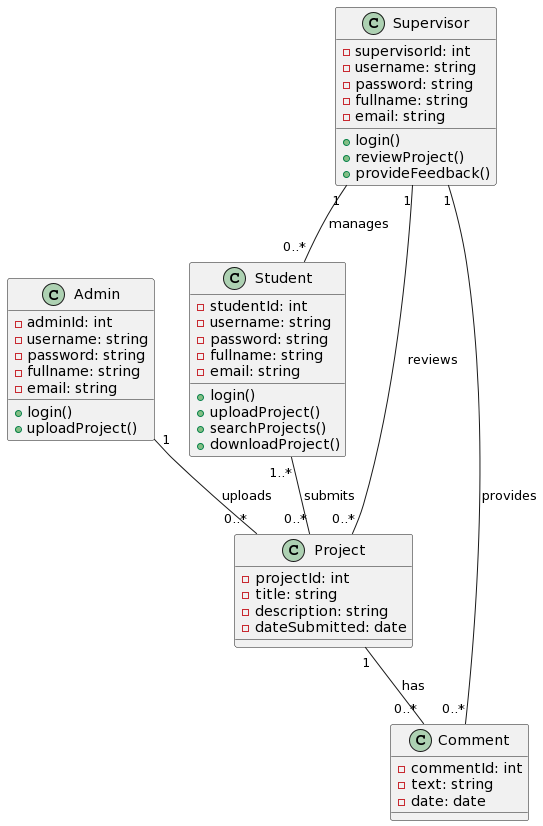 C Supervisor
supervisorId: int
username: string
password: string
fullname: string
email: string
login()
reviewProject()
provideFeedback()
1
1
1
manages
0..*
C Admin
adminId: int
username: string
password: string
fullname: string
email: string
login()
uploadProject()
C Student
studentId: int
username: string
password: string
fullname: string
email: string
login()
uploadProject()
searchProjects()
downloadProject()
reviews
1
1..*
uploads
submits
provides
0..*
0..*
0..*
C Project
projectId: int
title: string
description: string
dateSubmitted: date
1
has
0..*
0..*
C Comment
commentId: int
text: string
date: date